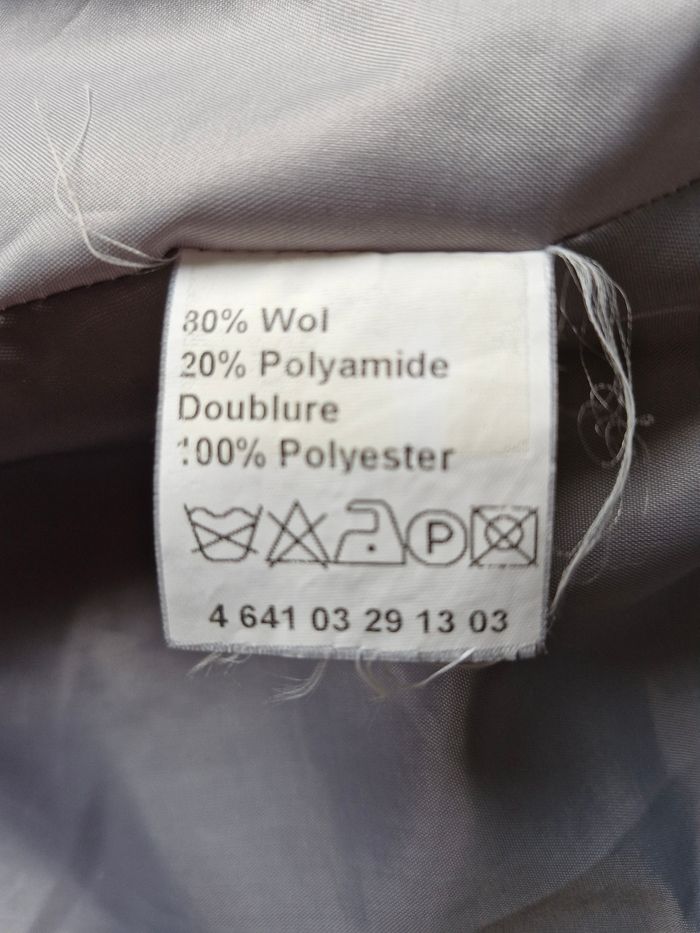 80% Wol
20% Polyamide
Doublure
100% Polyester
P
4 641 03 29 13 03